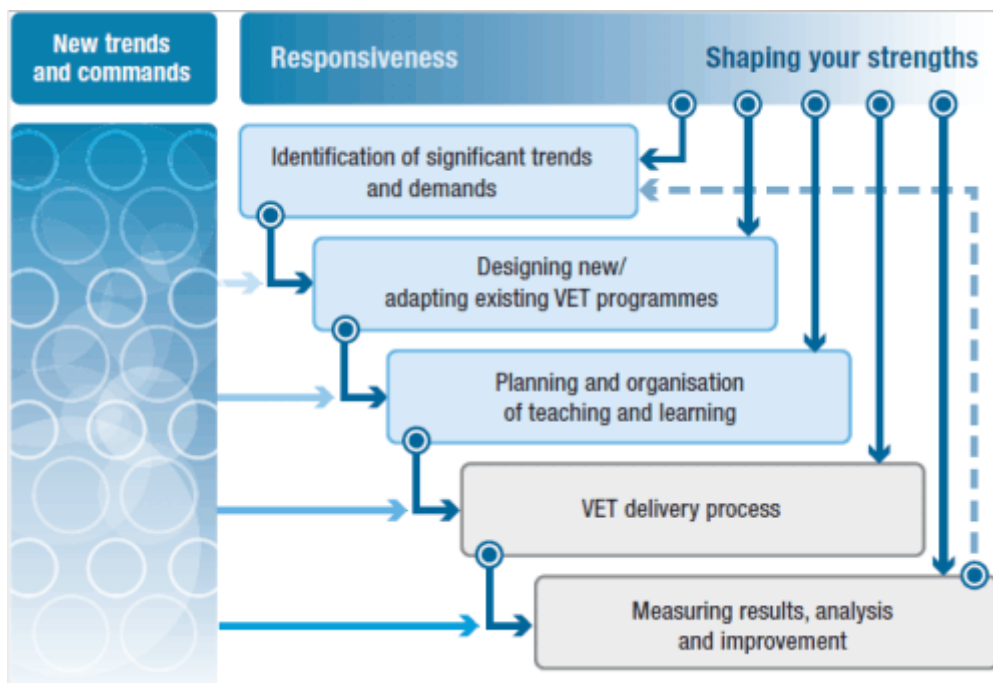 New trends
and commands
Responsiveness
Shaping your strengths
Identification of significant trends
and demands
Designing new/
adapting existing VET programmes
Planning and organisation
of teaching and learning
VET delivery process
Measuring results, analysis
and improvement